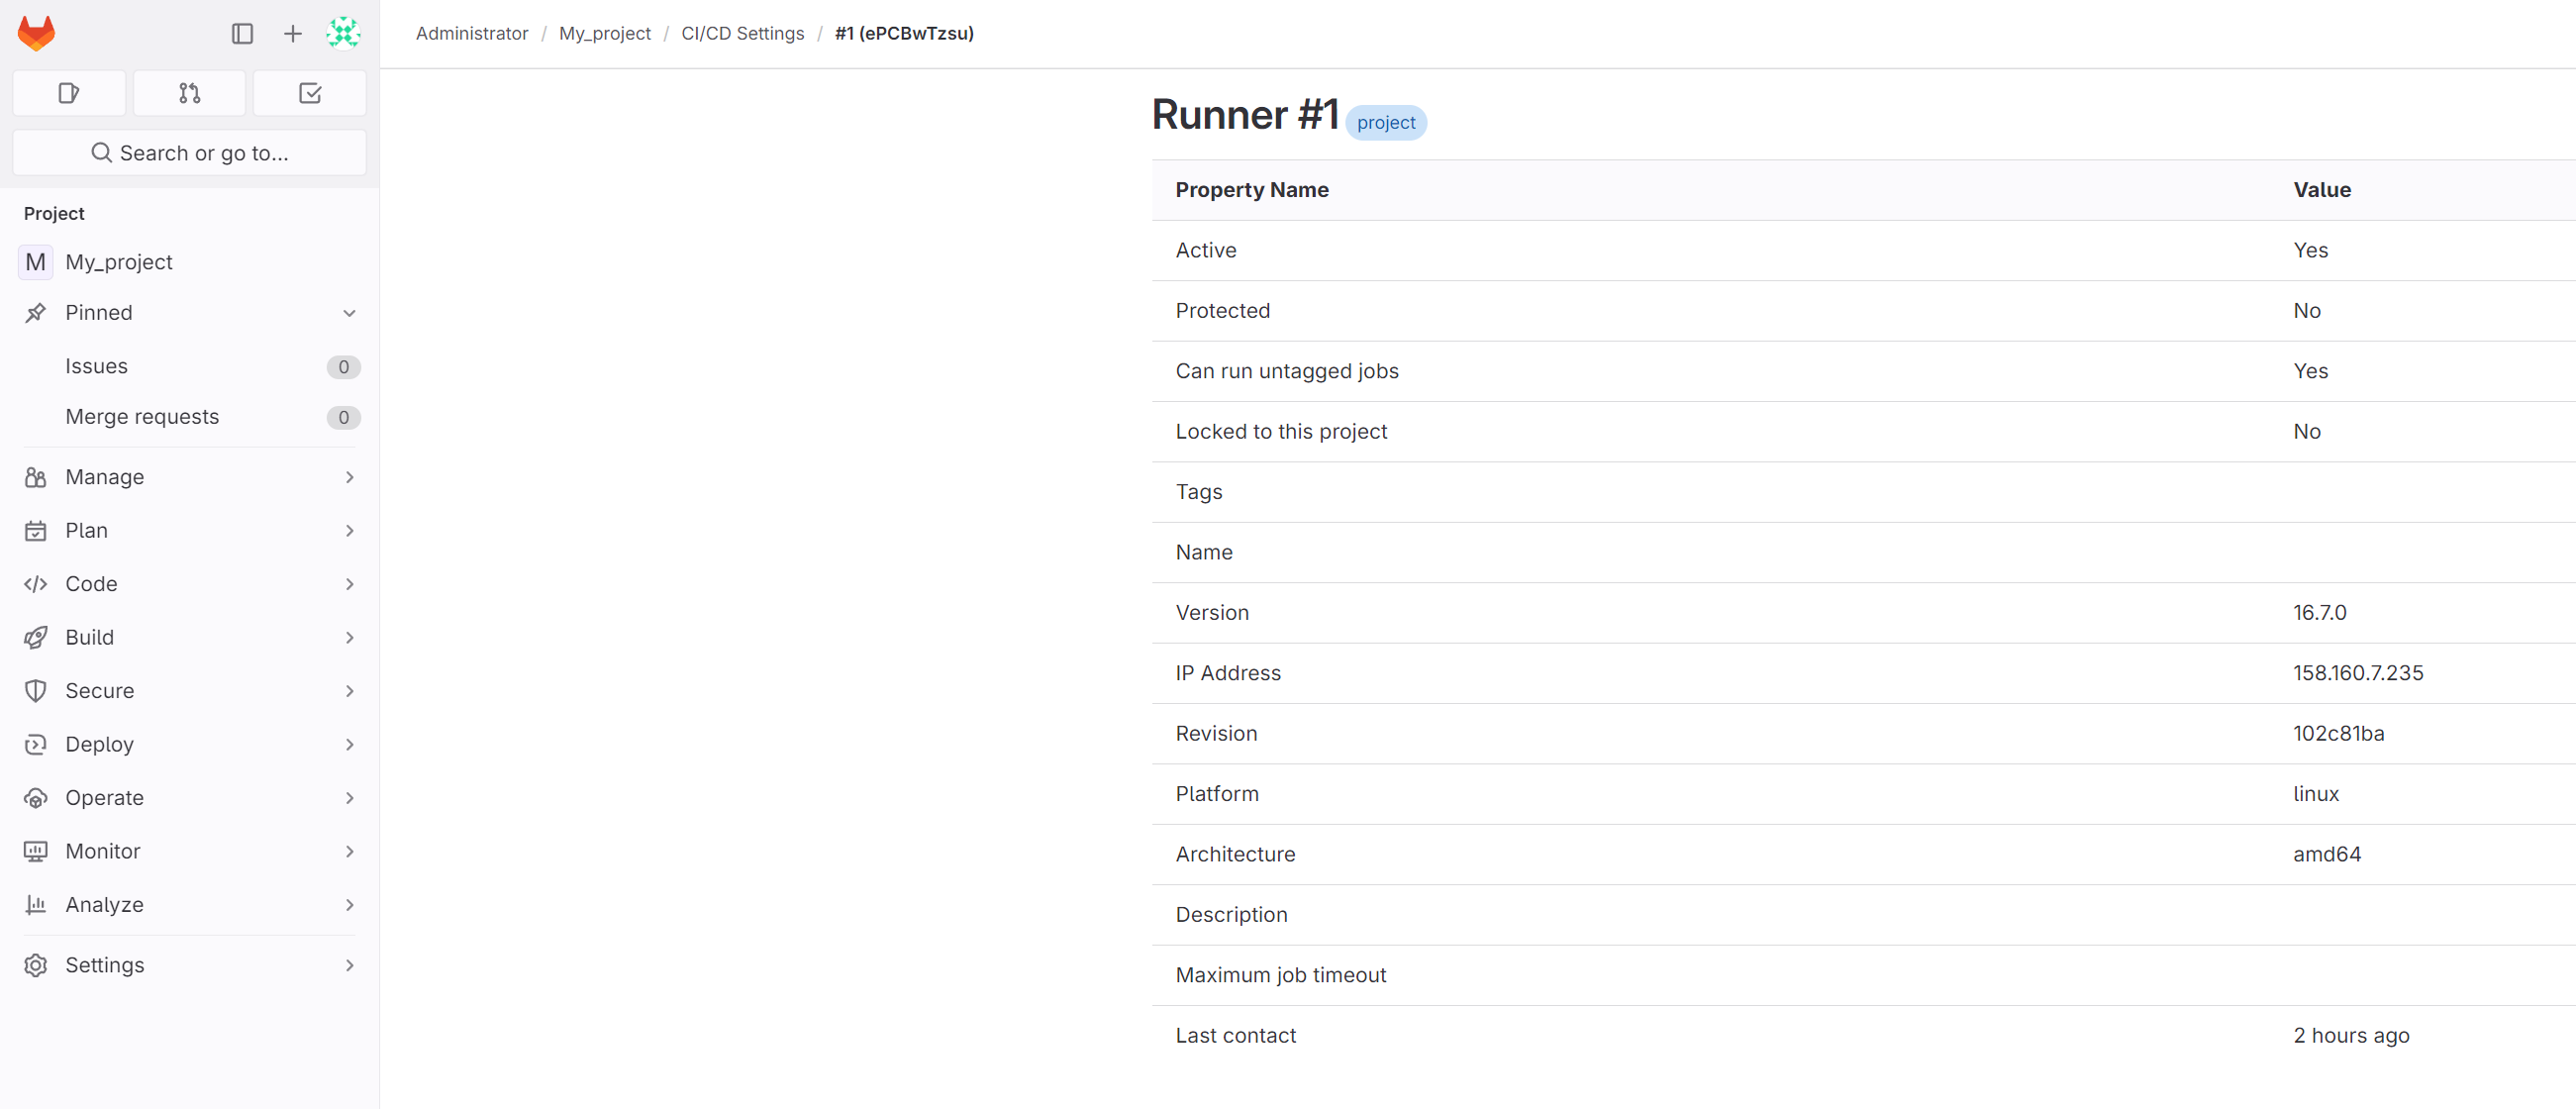 Administrator / My_project / CI/CD Settings / #1 (ePCBwTzsu)
Search or go to...
Project
M My_project
Pinned
Issues 0
Merge requests 0
Manage
Plan
Code
Build
Secure
Deploy
Operate
Monitor
Analyze
Settings
Runner #1 project
Property Name Value
Active Yes
Protected No
Can run untagged jobs Yes
Locked to this project No
Tags
Name
Version 16.7.0
IP Address 158.160.7.235
Revision 102c81ba
Platform linux
Architecture amd64
Description
Maximum job timeout
Last contact 2 hours ago